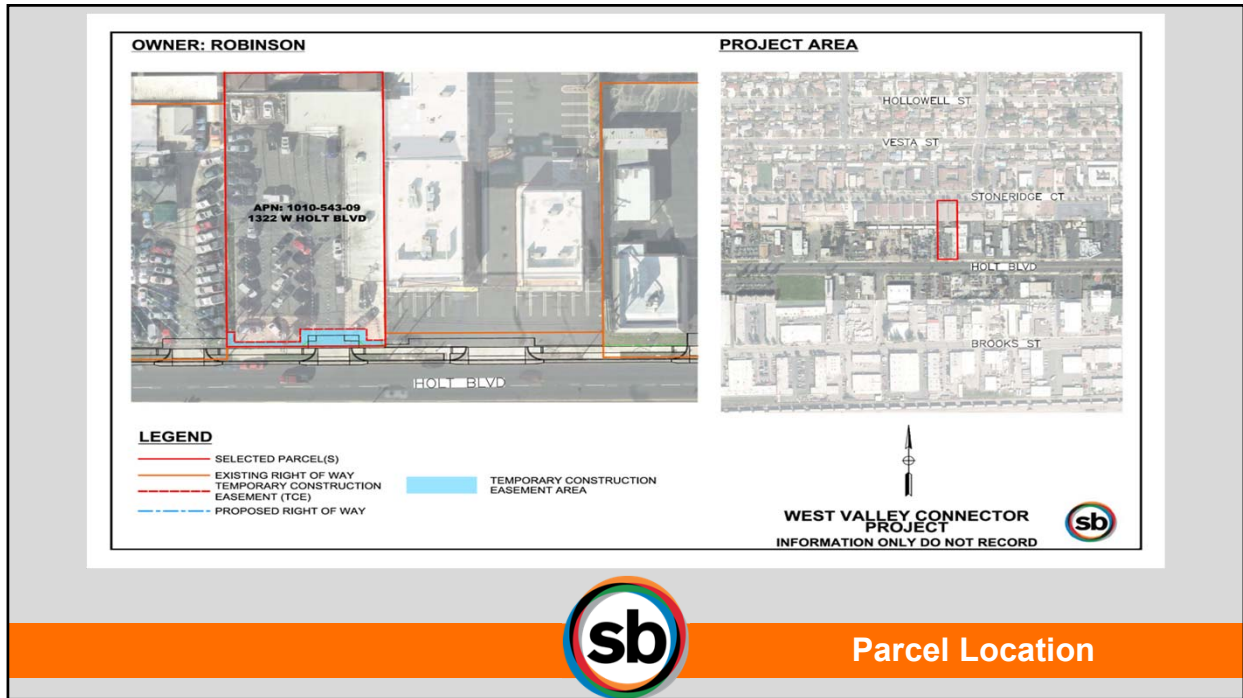 OWNER: ROBINSON
PROJECT AREA
APN: 1010-543-09
1322 W HOLT BLVD
HOLT BLVD
HOLLOWELL ST
VESTA ST
STONERIDGE CT
HOLT BLVD
BROOKS ST
LEGEND
SELECTED PARCEL(S)
EXISTING RIGHT OF WAY
TEMPORARY CONSTRUCTION
EASEMENT (TCE)
PROPOSED RIGHT OF WAY
TEMPORARY CONSTRUCTION
EASEMENT AREA
WEST VALLEY CONNECTOR
PROJECT
INFORMATION ONLY DO NOT RECORD
sb
sb
Parcel Location